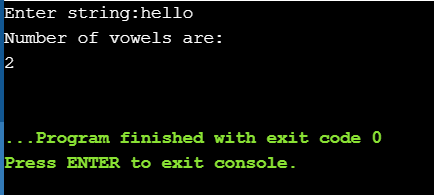 Enter string:hello
Number of vowels are:
2
...Program finished with exit code 0
Press ENTER to exit console.